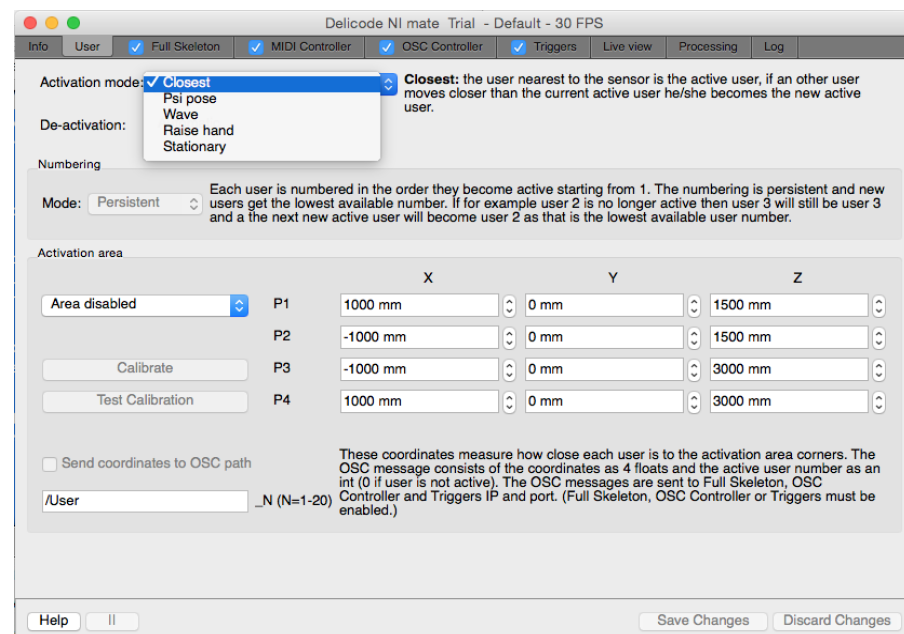 Delicode NI mate Trial - Default - 30 FPS
Info User Full Skeleton MIDI Controller OSC Controller Triggers Live view Processing Log
Activation mode:
Closest
Psi pose
Wave
Raise hand
Stationary
Closest: the user nearest to the sensor is the active user, if an other user
moves closer than the current active user he/she becomes the new active
user.
De-activation:
Numbering
Mode: Persistent
Each user is numbered in the order they become active starting from 1. The numbering is persistent and new
users get the lowest available number. If for example user 2 is no longer active then user 3 will still be user 3
and a the next new active user will become user 2 as that is the lowest available user number.
Activation area
X Y Z
Area disabled P1 1000 mm 0 mm 1500 mm
P2 -1000 mm 0 mm 1500 mm
Calibrate P3 -1000 mm 0 mm 3000 mm
Test Calibration P4 1000 mm 0 mm 3000 mm
Send coordinates to OSC path
/User _N (N=1-20)
These coordinates measure how close each user is to the activation area corners. The
OSC message consists of the coordinates as 4 floats and the active user number as an
int (0 if user is not active). The OSC messages are sent to Full Skeleton, OSC
Controller and Triggers IP and port. (Full Skeleton, OSC Controller or Triggers must be
enabled.)
Help Save Changes Discard Changes